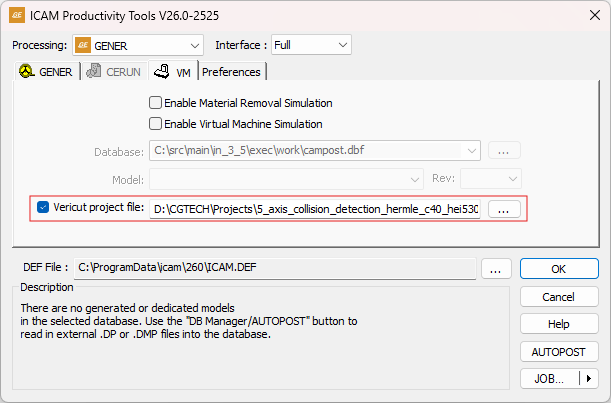 ICAM Productivity Tools V26.0-2525
Processing: GENER Interface : Full
GENER CERUN VM Preferences
Enable Material Removal Simulation
Enable Virtual Machine Simulation
Database: C:\src\main\in_3_5\exec\work\campost.dbf ...
Model: Rev:
Vericut project file: D:\CGTECH\Projects\5_axis_collision_detection_hermle_c40_hei530 ...
DEF File : C:\ProgramData\icam\260\ICAM.DEF ... OK
Description
Cancel
There are no generated or dedicated models
in the selected database. Use the "DB Manager/AUTOPOST" button to
read in external .DP or .DMP files into the database.
Help
AUTOPOST
JOB...